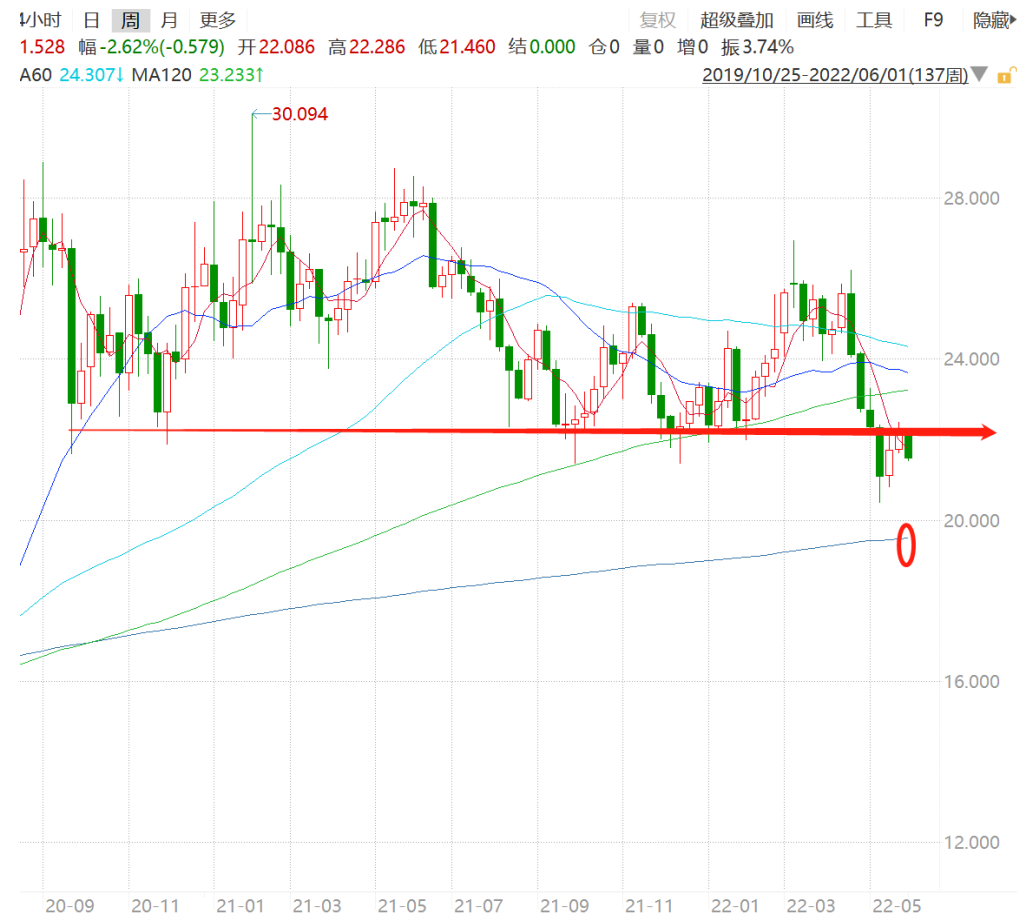 小时 日 周 月 更多 复权 超级叠加 画线 工具 F9 隐藏
1.528 幅-2.62%(-0.579) 开22.086 高22.286 低21.460 结0.000 仓0 量0 增0 振3.74%
A60 24.307↓ MA120 23.233↑ 2019/10/25-2022/06/01(137周)
30.094
28.000
24.000
20.000
16.000
12.000
20-09 20-11 21-01 21-03 21-05 21-07 21-09 21-11 22-01 22-03 22-05